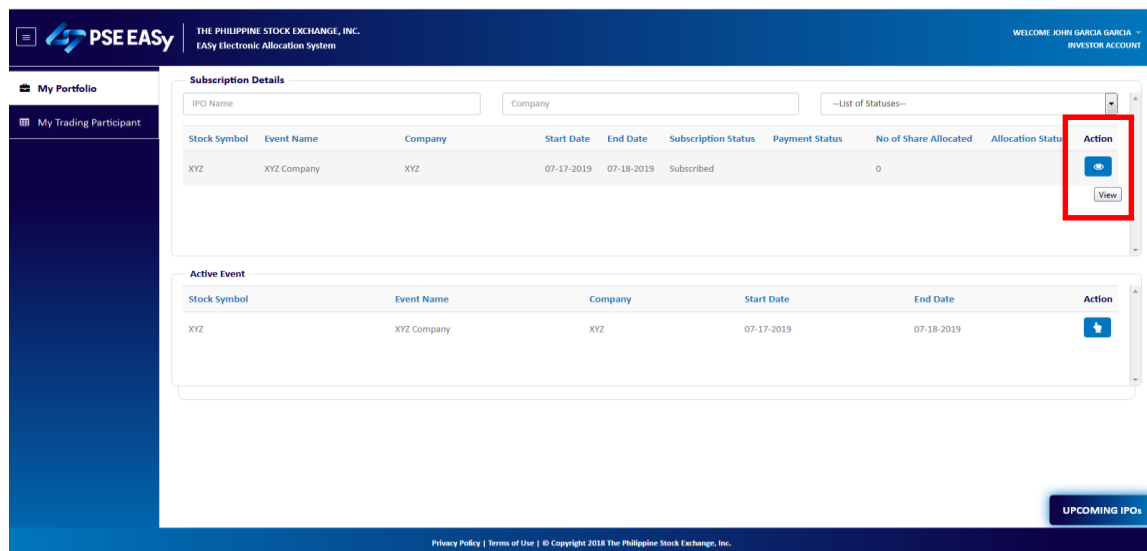 PSE EASy
THE PHILIPPINE STOCK EXCHANGE, INC.
EASy Electronic Allocation System
WELCOME JOHN GARCIA GARCIA
INVESTOR ACCOUNT
My Portfolio
My Trading Participant
Subscription Details
IPO Name
Company
--List of Statuses--
Stock Symbol Event Name Company Start Date End Date Subscription Status Payment Status No of Share Allocated Allocation Status Action
XYZ XYZ Company XYZ 07-17-2019 07-18-2019 Subscribed 0
View
Active Event
Stock Symbol Event Name Company Start Date End Date Action
XYZ XYZ Company XYZ 07-17-2019 07-18-2019
UPCOMING IPOs
Privacy Policy | Terms of Use | © Copyright 2018 The Philippine Stock Exchange, Inc.